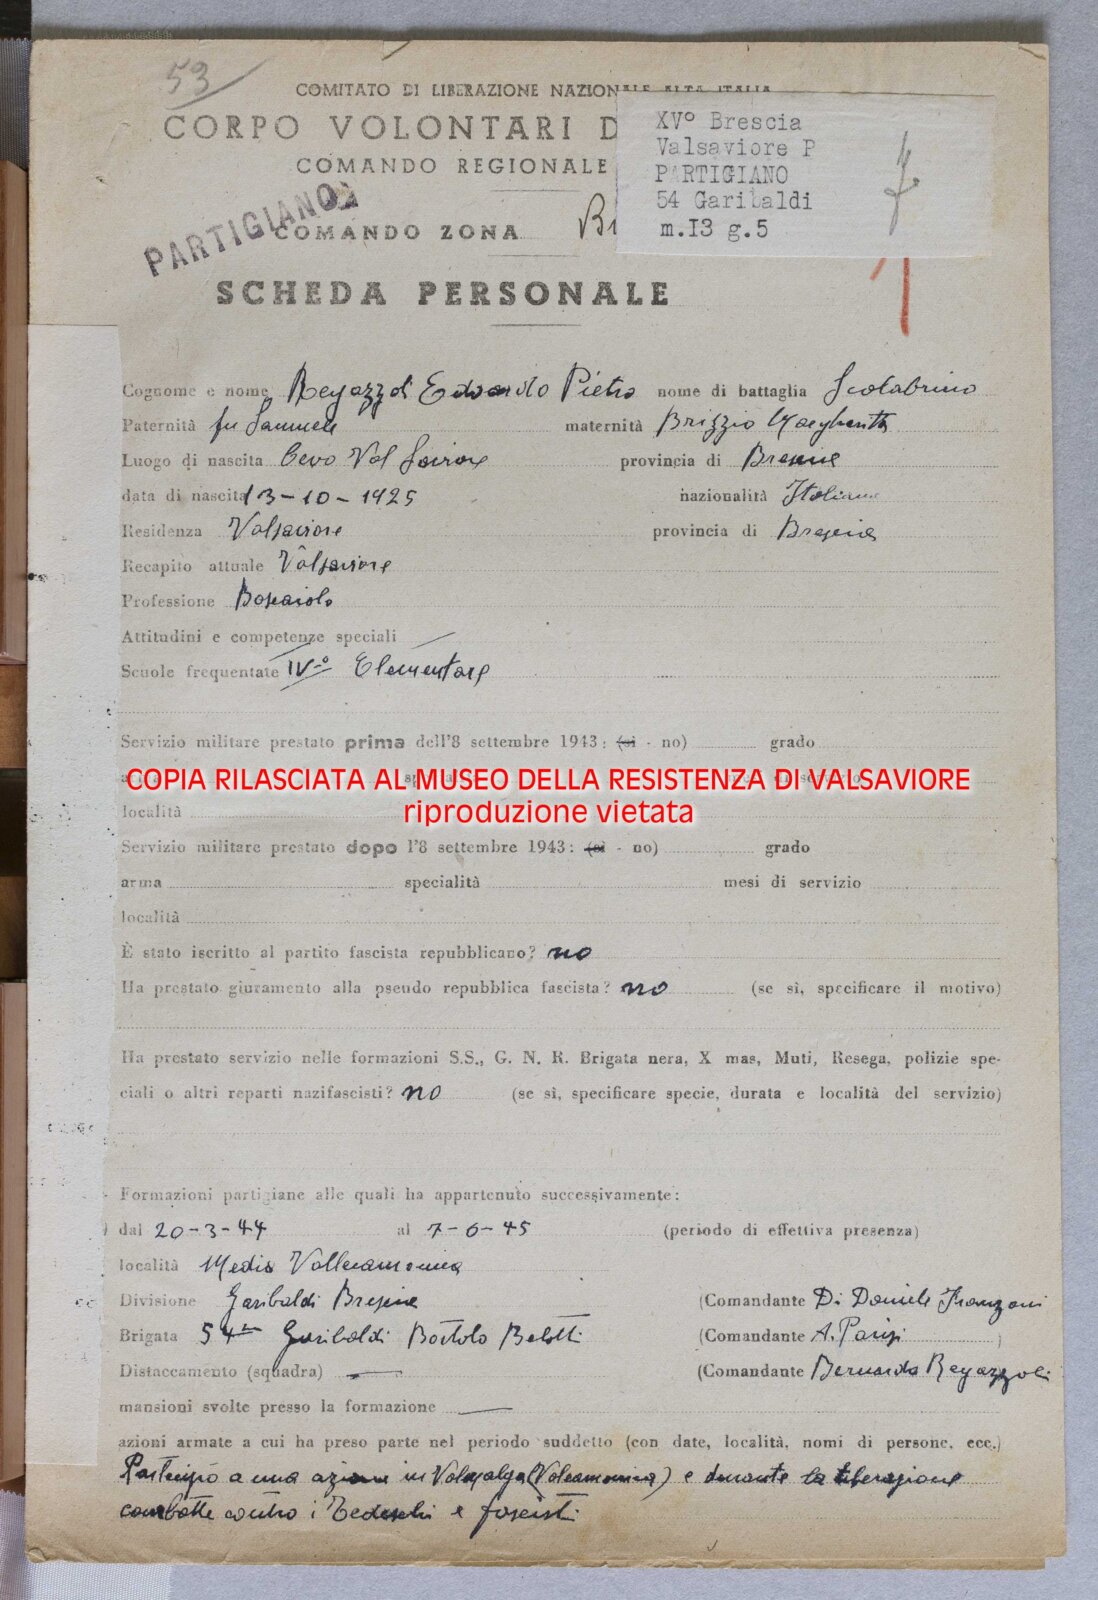 53
COMITATO DI LIBERAZIONE NAZIONALE ALTA ITALIA
CORPO VOLONTARI D
COMANDO REGIONALE
PARTIGIANO
COMANDO ZONA
XVº Brescia
Valsaviore P
PARTIGIANO
54 Garibaldi
m.I3 g.5
SCHEDA PERSONALE
Cognome e nome Regazzoli Edoardo Pietro nome di battaglia Scolabrino
Paternità fu Samuele maternità Brizzio Margherita
Luogo di nascita Cevo Val Saviore provincia di Brescia
data di nascita 13-10-1925 nazionalità Italiana
Residenza Valsaviore provincia di Brescia
Recapito attuale Valsaviore
Professione Boscaiolo
Attitudini e competenze speciali —
Scuole frequentate IVº Elementare
Servizio militare prestato prima dell'8 settembre 1943: (sì - no) grado
COPIA RILASCIATA AL MUSEO DELLA RESISTENZA DI VALSAVIORE
riproduzione vietata
località
Servizio militare prestato dopo l'8 settembre 1943: (sì - no) grado
arma specialità mesi di servizio
località
È stato iscritto al partito fascista repubblicano? no
Ha prestato giuramento alla pseudo repubblica fascista? no (se sì, specificare il motivo)
Ha prestato servizio nelle formazioni S.S., G. N. R. Brigata nera, X mas, Muti, Resega, polizie spe-
ciali o altri reparti nazifascisti? no (se sì, specificare specie, durata e località del servizio)
Formazioni partigiane alle quali ha appartenuto successivamente:
) dal 20-3-44 al 7-6-45 (periodo di effettiva presenza)
località Media Vallecamonica
Divisione Garibaldi Brescia (Comandante Di Daniele Franzoni
Brigata 54ª Garibaldi Bortolo Belotti (Comandante A. Parisi )
Distaccamento (squadra) — (Comandante Bernardo Regazzoli
mansioni svolte presso la formazione —
azioni armate a cui ha preso parte nel periodo suddetto (con date, località, nomi di persone, ecc.)
Partecipò a una azione in (Valcamonica) e durante la liberazione
combatte contro i Tedeschi e fascisti